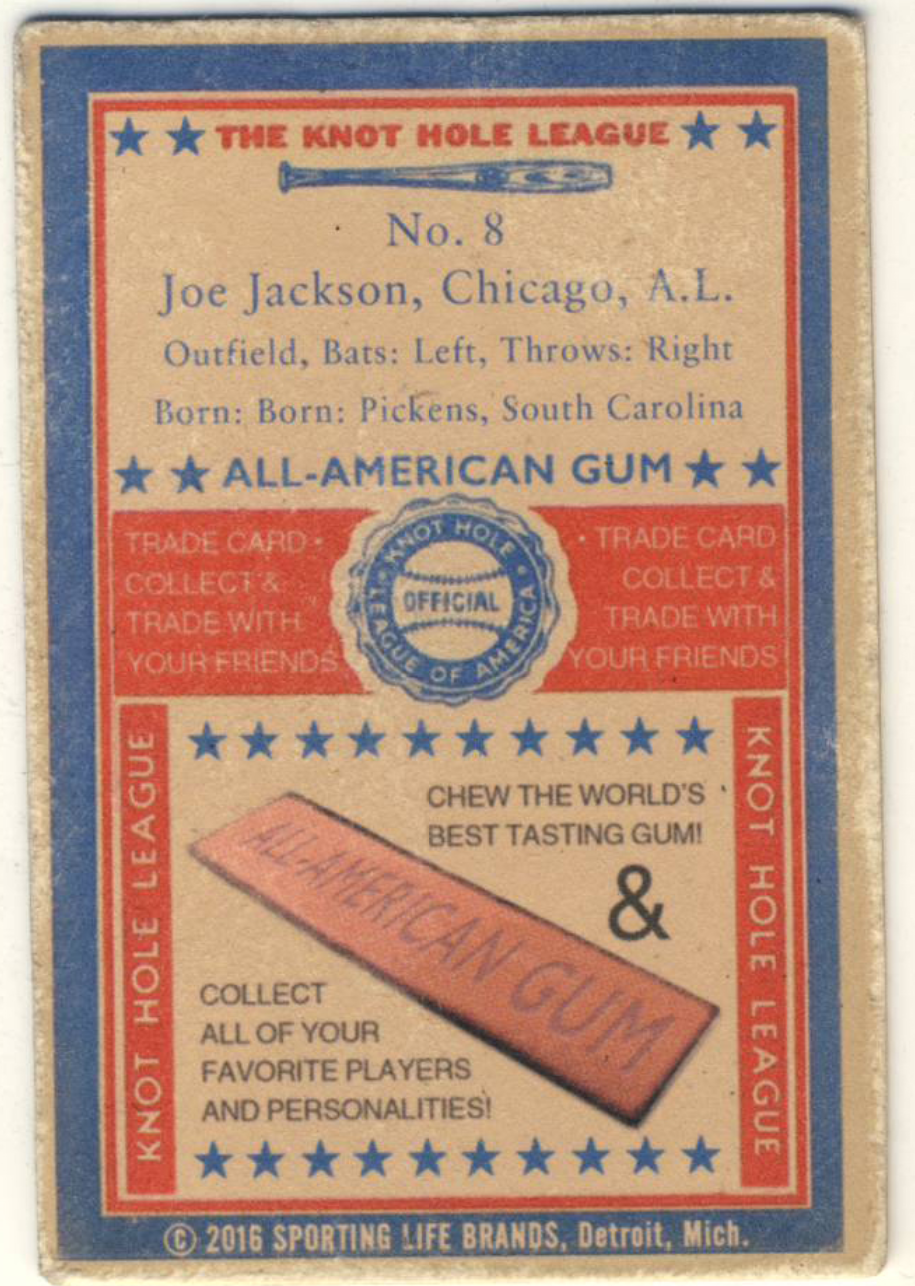 THE KNOT HOLE LEAGUE
No. 8
Joe Jackson, Chicago, A.L.
Outfield, Bats: Left, Throws: Right
Born: Born: Pickens, South Carolina
ALL-AMERICAN GUM
TRADE CARD •
COLLECT &
TRADE WITH
YOUR FRIENDS
KNOT HOLE
OFFICIAL
LEAGUE OF AMERICA
• TRADE CARD
COLLECT &
TRADE WITH
YOUR FRIENDS
KNOT HOLE LEAGUE
CHEW THE WORLD'S
BEST TASTING GUM!
&
ALL-AMERICAN GUM
COLLECT
ALL OF YOUR
FAVORITE PLAYERS
AND PERSONALITIES!
KNOT HOLE LEAGUE
© 2016 SPORTING LIFE BRANDS, Detroit, Mich.